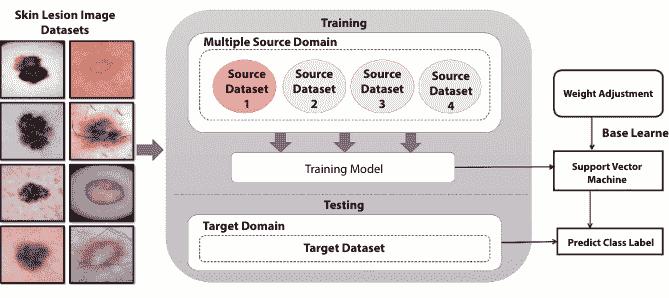 Skin Lesion Image
Datasets
Training
Multiple Source Domain
Source
Dataset
1
Source
Dataset
2
Source
Dataset
3
Source
Dataset
4
Training Model
Testing
Target Domain
Target Dataset
Weight Adjustment
Base Learne
Support Vector
Machine
Predict Class Label